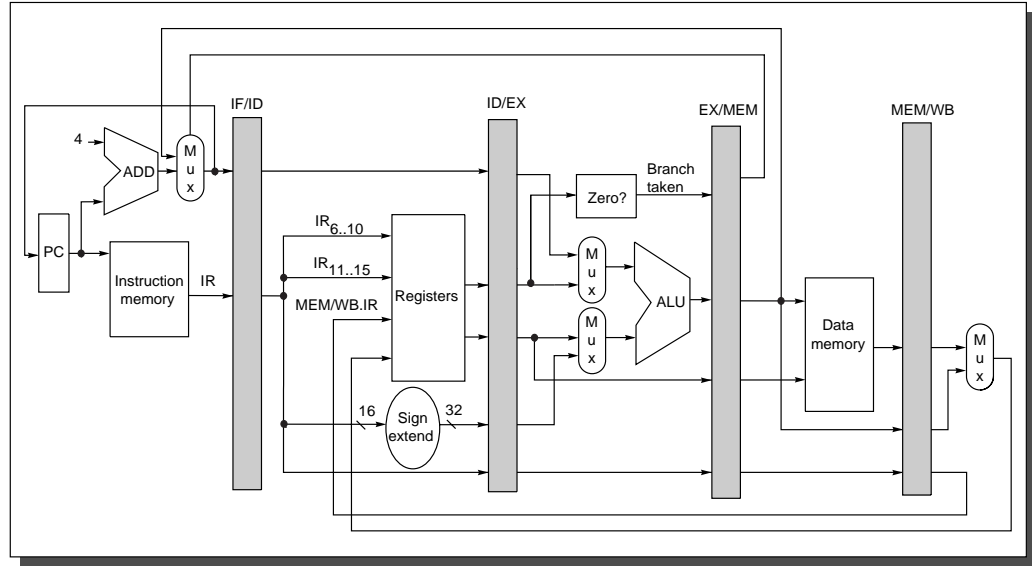 IF/ID
ID/EX
EX/MEM
MEM/WB
4
ADD
M
u
x
Branch
taken
Zero?
PC
IR6..10
IR11..15
Instruction
memory
IR
MEM/WB.IR
Registers
M
u
x
ALU
M
u
x
Data
memory
M
u
x
16
Sign
extend
32